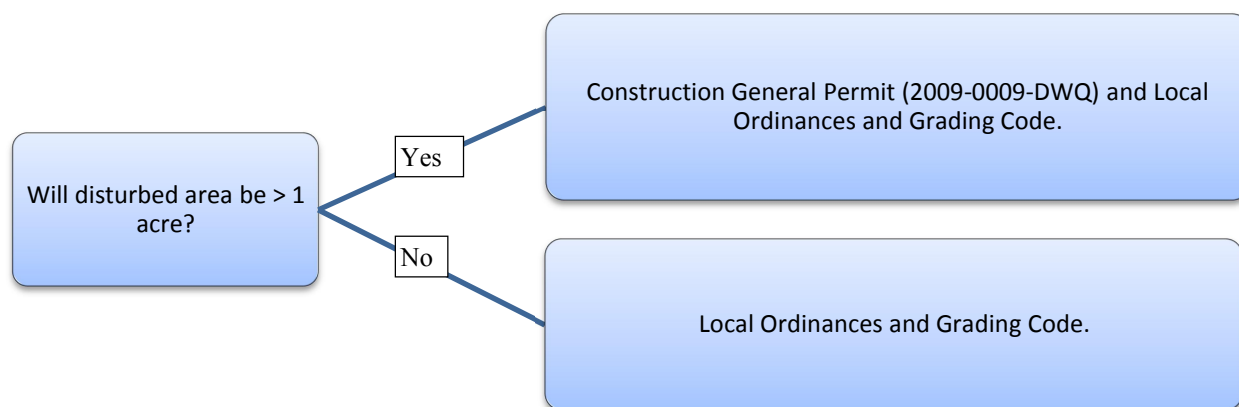 Will disturbed area be > 1
acre?
Yes
Construction General Permit (2009-0009-DWQ) and Local
Ordinances and Grading Code.
No
Local Ordinances and Grading Code.